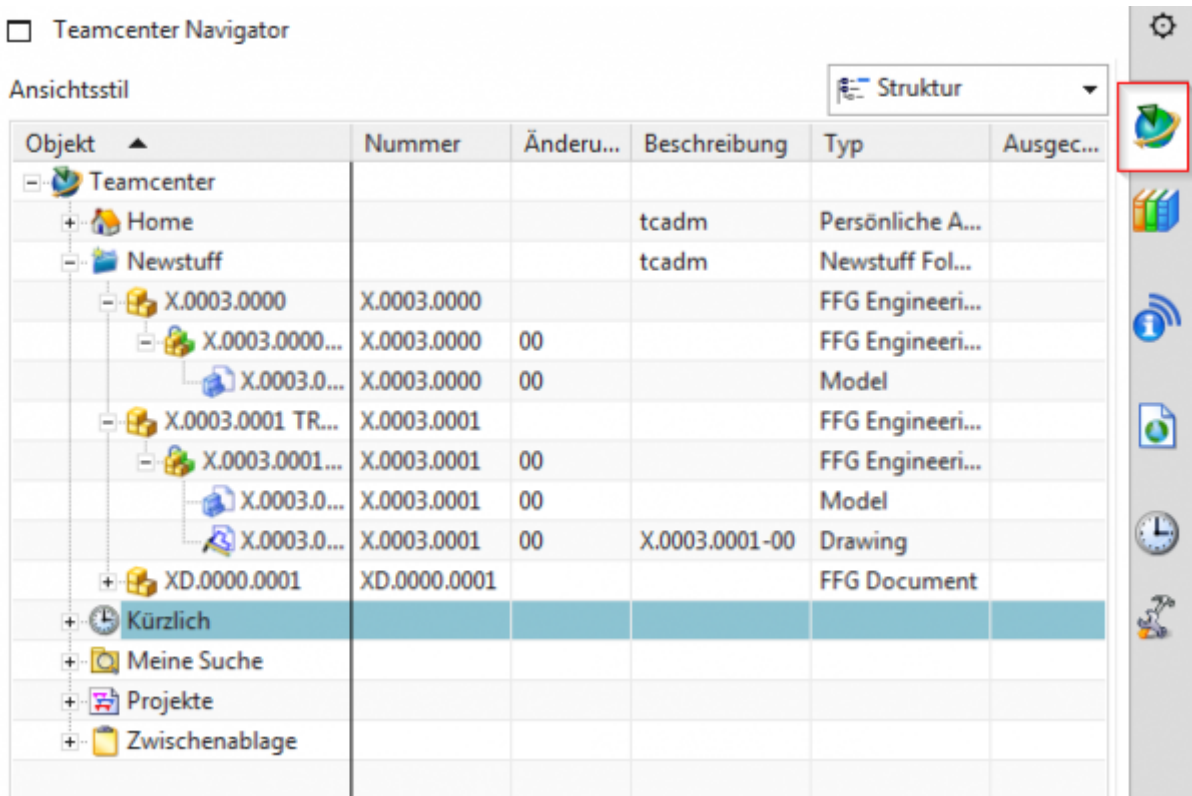 Teamcenter Navigator
Ansichtsstil Struktur
Objekt Nummer Änderu... Beschreibung Typ Ausgec...
Teamcenter
Home tcadm Persönliche A...
Newstuff tcadm Newstuff Fol...
X.0003.0000 X.0003.0000 FFG Engineeri...
X.0003.0000... X.0003.0000 00 FFG Engineeri...
X.0003.0... X.0003.0000 00 Model
X.0003.0001 TR... X.0003.0001 FFG Engineeri...
X.0003.0001... X.0003.0001 00 FFG Engineeri...
X.0003.0... X.0003.0001 00 Model
X.0003.0... X.0003.0001 00 X.0003.0001-00 Drawing
XD.0000.0001 XD.0000.0001 FFG Document
Kürzlich
Meine Suche
Projekte
Zwischenablage